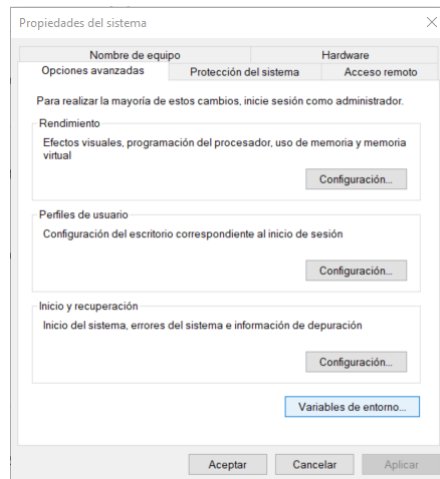 Propiedades del sistema
Nombre de equipo
Hardware
Opciones avanzadas
Protección del sistema
Acceso remoto
Para realizar la mayoría de estos cambios, inicie sesión como administrador.
Rendimiento
Efectos visuales, programación del procesador, uso de memoria y memoria
virtual
Configuración...
Perfiles de usuario
Configuración del escritorio correspondiente al inicio de sesión
Configuración...
Inicio y recuperación
Inicio del sistema, errores del sistema e información de depuración
Configuración...
Variables de entorno...
Aceptar
Cancelar
Aplicar